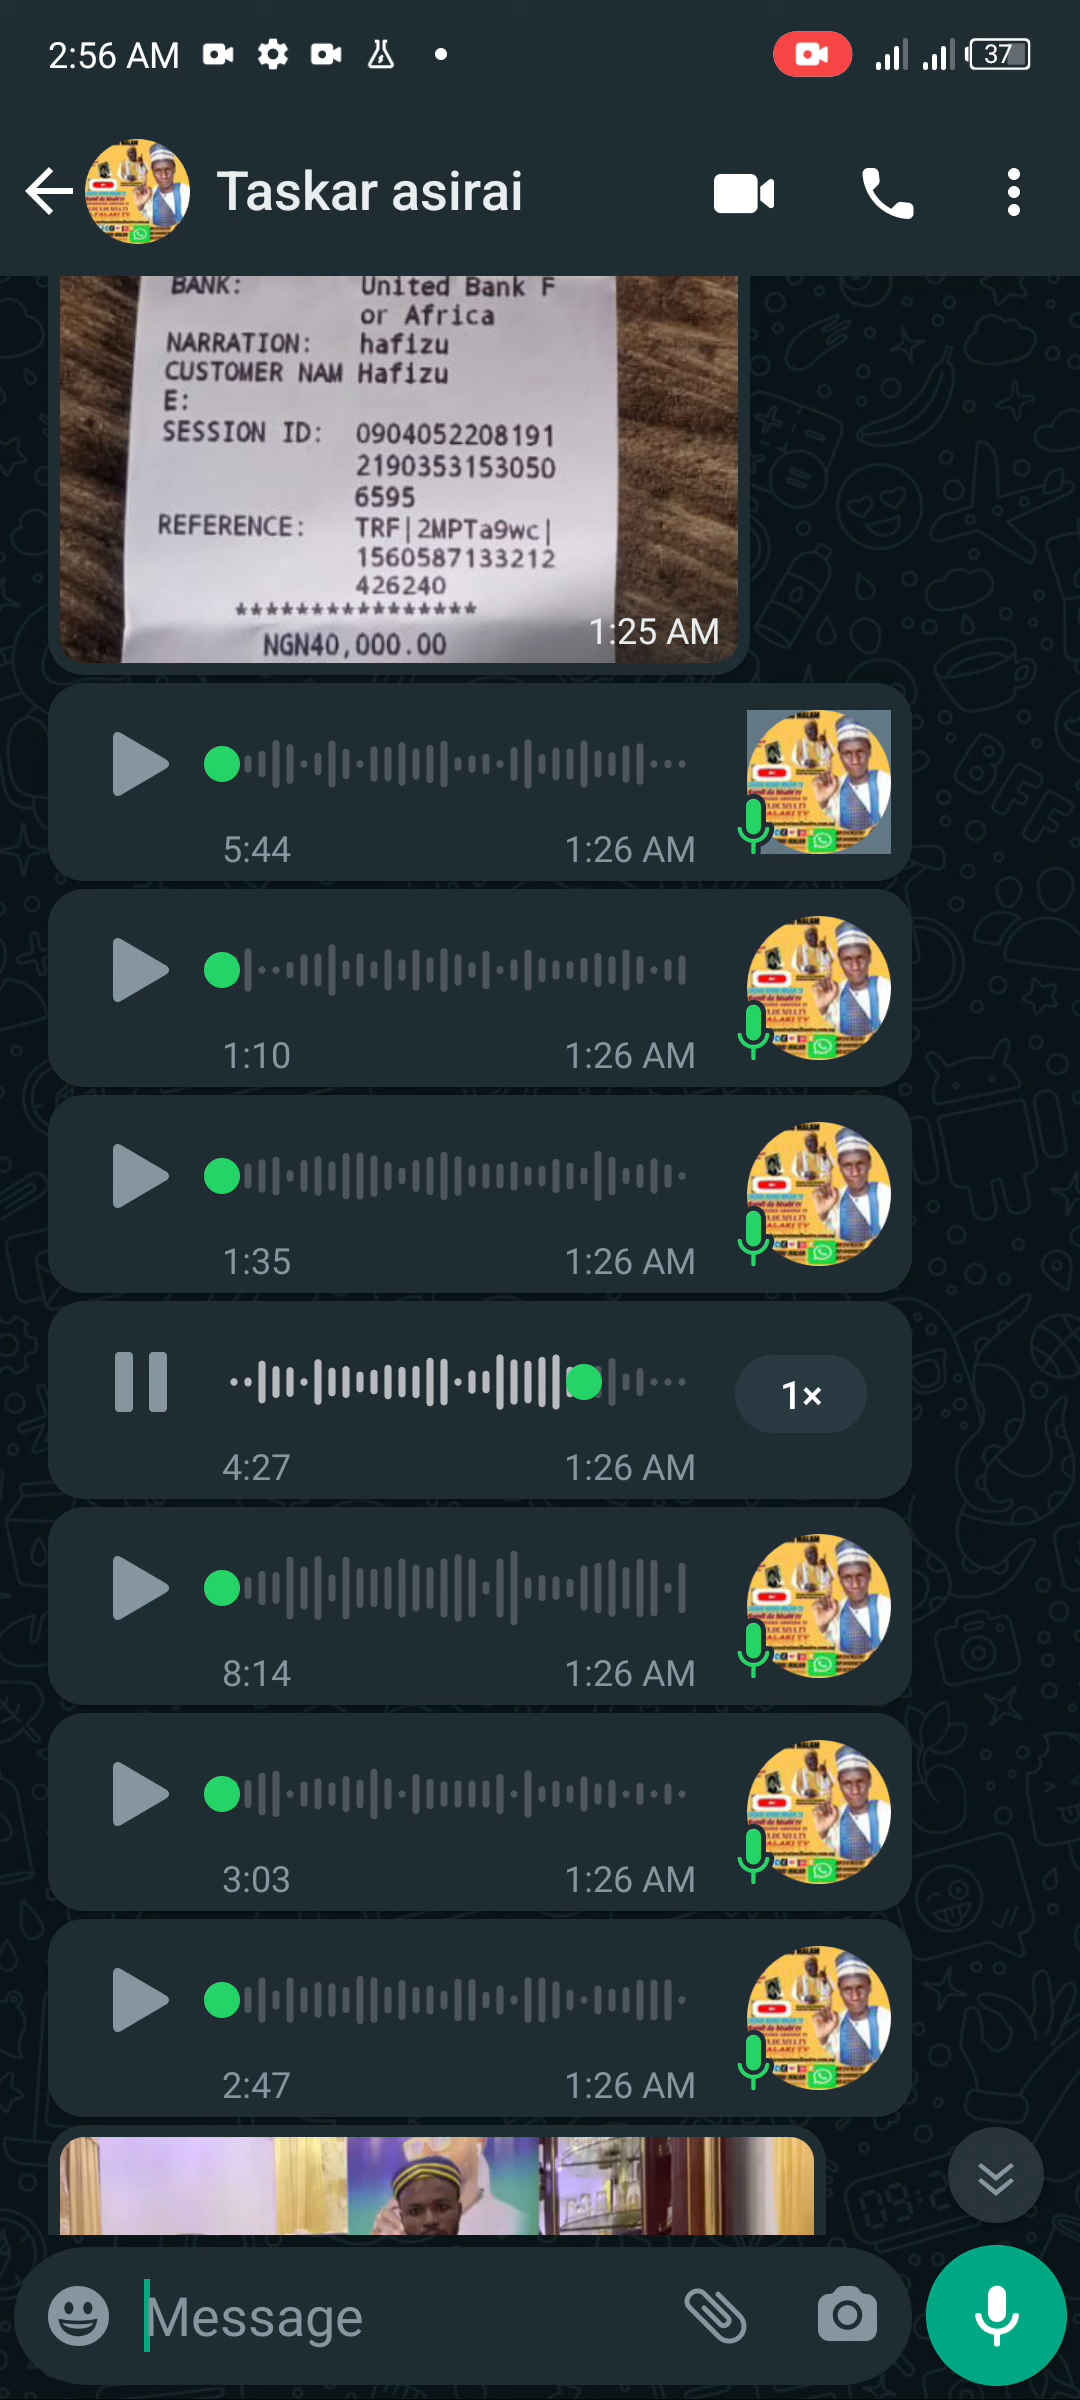 2:56 AM
37
Taskar asirai
BANK: United Bank F
or Africa
NARRATION: hafizu
CUSTOMER NAM Hafizu
E:
SESSION ID: 0904052208191
2190353153050
6595
REFERENCE: TRF|2MPTa9wc|
1560587133212
426240
****************
NGN40,000.00
1:25 AM
5:44 1:26 AM
1:10 1:26 AM
1:35 1:26 AM
1×
4:27 1:26 AM
8:14 1:26 AM
3:03 1:26 AM
2:47 1:26 AM
Message